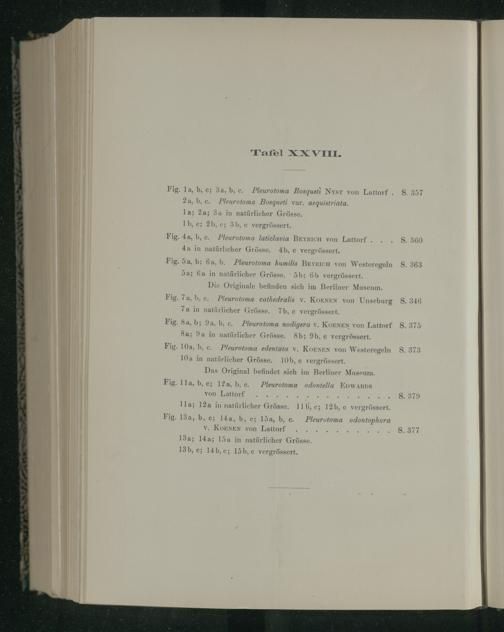 Tafel XXVIII.
Fig. 1a, b, c; 3a, b, c. Pleurotoma Bosqueti Nyst von Lattorf . S. 357
2a, b, c. Pleurotoma Bosqueti var. aequistriata.
1a; 2a; 3a in natürlicher Grösse.
1b, c; 2b, c; 3b, c vergrössert.
Fig. 4a, b, c. Pleurotoma laticlavia Beyrich von Lattorf . . . S. 360
4a in natürlicher Grösse. 4b, c vergrössert.
Fig. 5a, b; 6a, b. Pleurotoma humilis Beyrich von Westeregeln S. 363
5a; 6a in natürlicher Grösse. 5b; 6b vergrössert.
Die Originale befinden sich im Berliner Museum.
Fig. 7a, b, c. Pleurotoma cathedralis v. Koenen von Unseburg S. 346
7a in natürlicher Grösse. 7b, c vergrössert.
Fig. 8a, b; 9a, b, c. Pleurotoma nodigera v. Koenen von Lattorf S. 375
8a; 9a in natürlicher Grösse. 8b; 9b, c vergrössert.
Fig. 10a, b, c. Pleurotoma edentata v. Koenen von Westeregeln S. 373
10a in natürlicher Grösse. 10b, c vergrössert.
Das Original befindet sich im Berliner Museum.
Fig. 11a, b, c; 12a, b, c. Pleurotoma odontella Edwards
von Lattorf . . . . . . . . . . . . . S. 379
11a; 12a in natürlicher Grösse. 11b, c; 12b, c vergrössert.
Fig. 13a, b, c; 14a, b, c; 15a, b, c. Pleurotoma odontophora
v. Koenen von Lattorf . . . . . . . . . . S. 377
13a; 14a; 15a in natürlicher Grösse.
13b, c; 14b, c; 15b, c vergrössert.